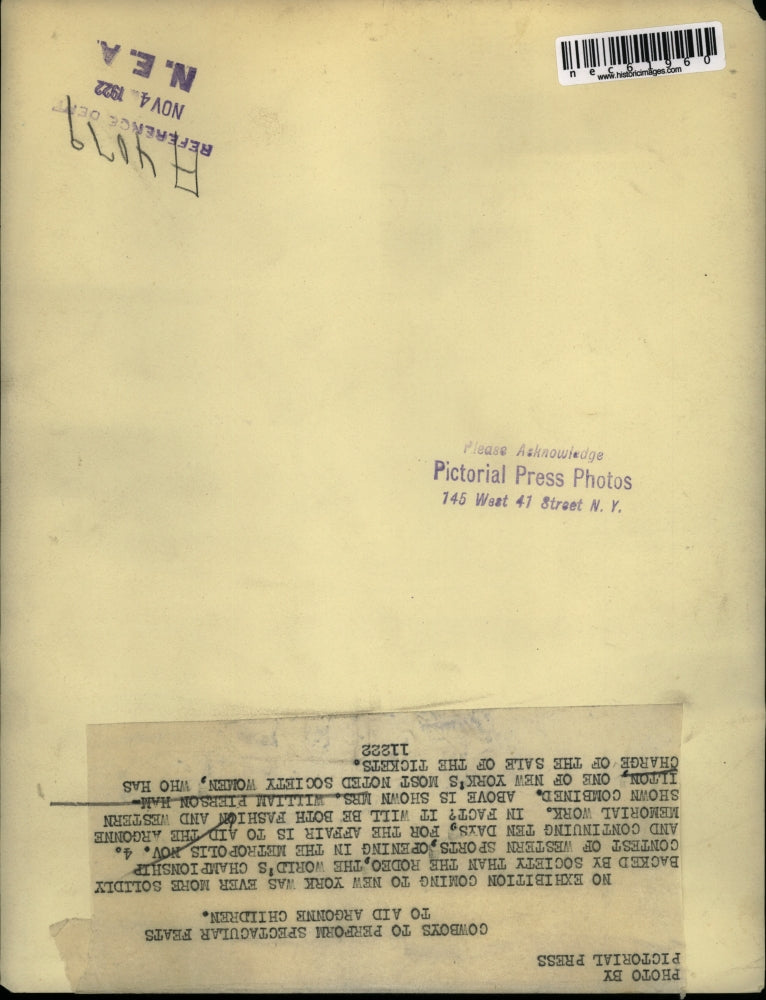 N.E.A.
NOV 4 1922
REFERENCE DEPT
A 4079
nec61960
www.historicimages.com
Please Acknowledge
Pictorial Press Photos
145 West 41 Street N. Y.
PHOTO BY
PICTORIAL PRESS
COWBOYS TO PERFORM SPECTACULAR FEATS
TO AID ARGONNE CHILDREN.
NO EXHIBITION COMING TO NEW YORK WAS EVER MORE SOLIDLY
BACKED BY SOCIETY THAN THE RODEO,THE WORLD'S CHAMPIONSHIP
CONTEST OF WESTERN SPORTS,OPENING IN THE METROPOLIS NOV. 4.
AND CONTINUING TEN DAYS, FOR THE AFFAIR IS TO AID THE ARGONNE
MEMORIAL WORK. IN FACT? IT WILL BE BOTH FASHION AND WESTERN
SHOWN COMBINED. ABOVE IS SHOWN MRS. WILLIAM PIERSON HAM-
ILTON, ONE OF NEW YORK'S MOST NOTED SOCIETY WOMEN, WHO HAS
CHARGE OF THE SALE OF THE TICKETS.
11222